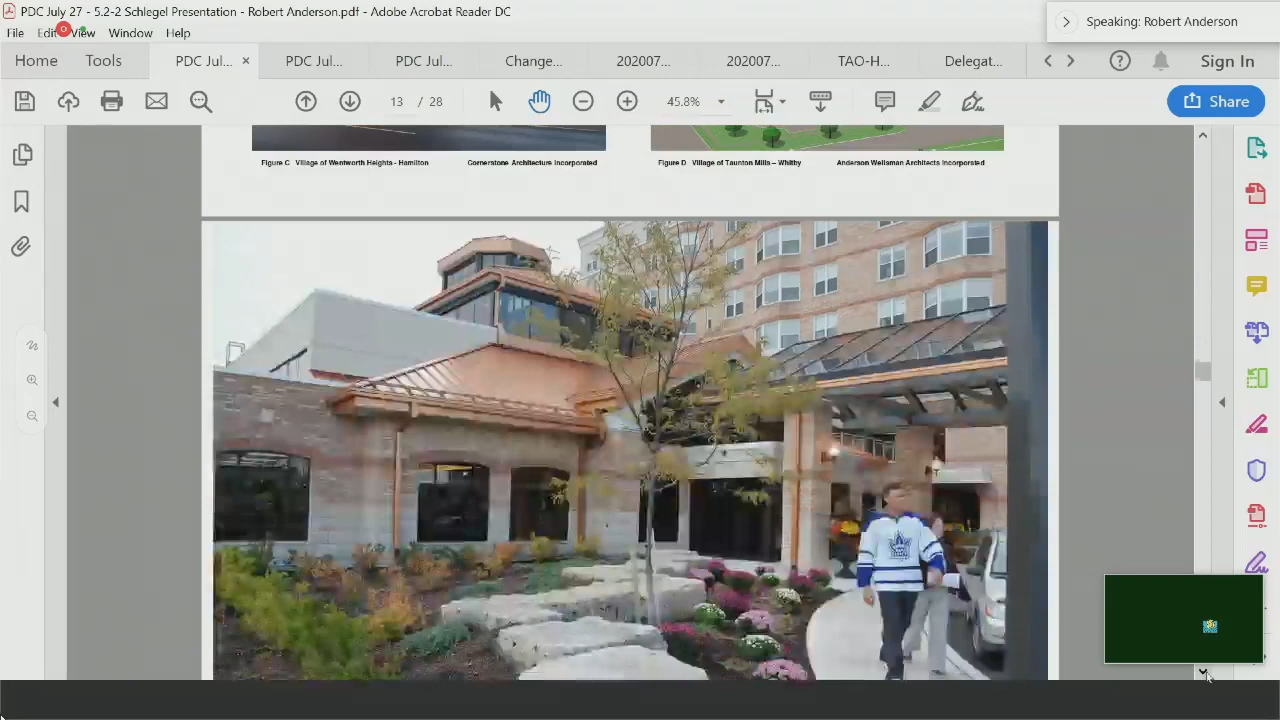 PDC July 27 - 5.2-2 Schlegel Presentation - Robert Anderson.pdf - Adobe Acrobat Reader DC
Speaking: Robert Anderson
File Edit View Window Help
Home Tools PDC Jul... × PDC Jul... PDC Jul... Change... 202007... 202007... TAO-H... Delegat... Sign In
13 / 28 45.8% Share
Figure C Village of Wentworth Heights - Hamilton Cornerstone Architecture Incorporated Figure D Village of Taunton Mills – Whitby Anderson Wellsman Architects Incorporated